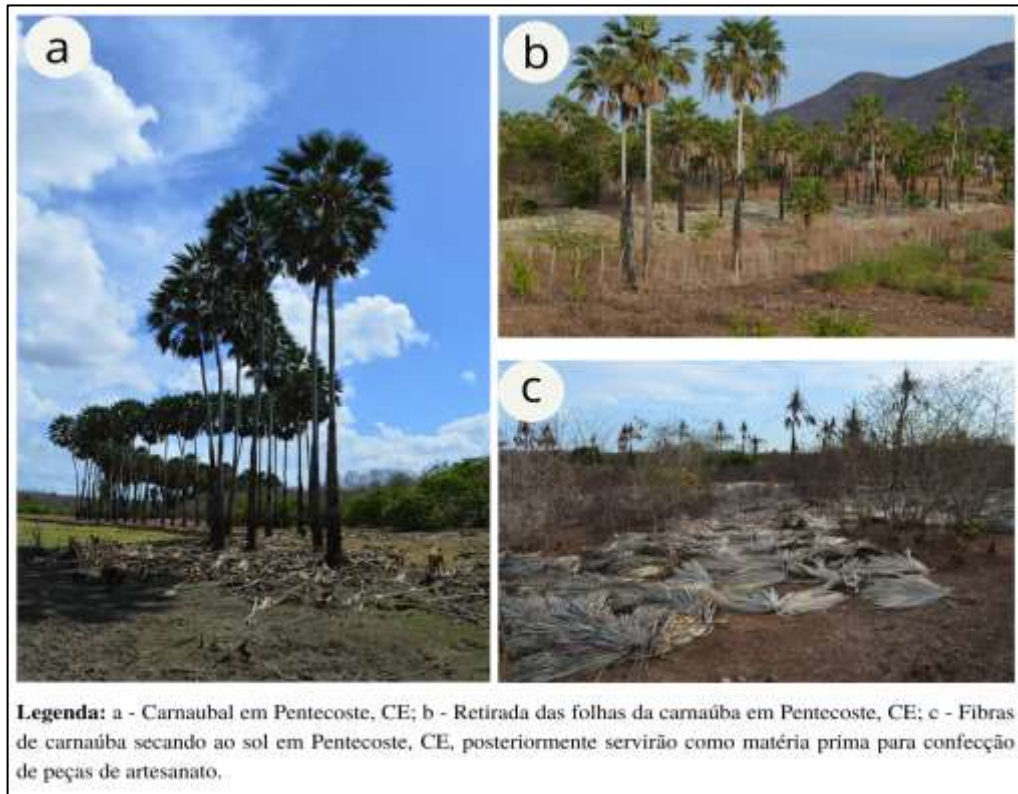 a
b
c
Legenda: a - Carnaubal em Pentecoste, CE; b - Retirada das folhas da carnaúba em Pentecoste, CE; c - Fibras
de carnaúba secando ao sol em Pentecoste, CE, posteriormente servirão como matéria prima para confecção
de peças de artesanato.